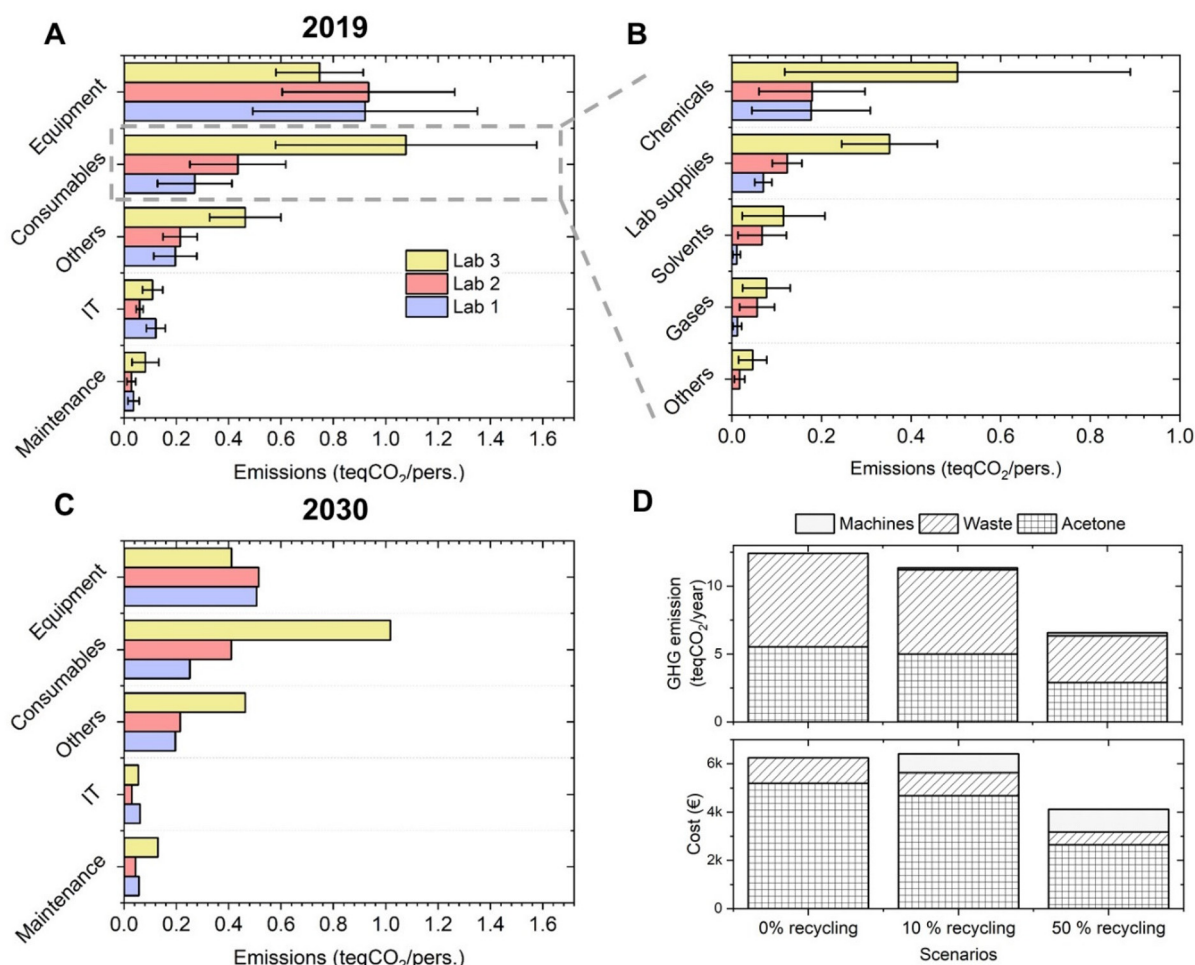 A
2019
Equipment
Consumables
Others
IT
Maintenance
Lab 3
Lab 2
Lab 1
0.0 0.2 0.4 0.6 0.8 1.0 1.2 1.4 1.6
Emissions (teqCO2/pers.)
B
Chemicals
Lab supplies
Solvents
Gases
Others
0.0 0.2 0.4 0.6 0.8 1.0
Emissions (teqCO2/pers.)
C
2030
Equipment
Consumables
Others
IT
Maintenance
0.0 0.2 0.4 0.6 0.8 1.0 1.2 1.4 1.6
Emissions (teqCO2/pers.)
D
Machines Waste Acetone
GHG emission
(teqCO2/year)
10
5
0
Cost (€)
6k
4k
2k
0
0% recycling 10 % recycling 50 % recycling
Scenarios